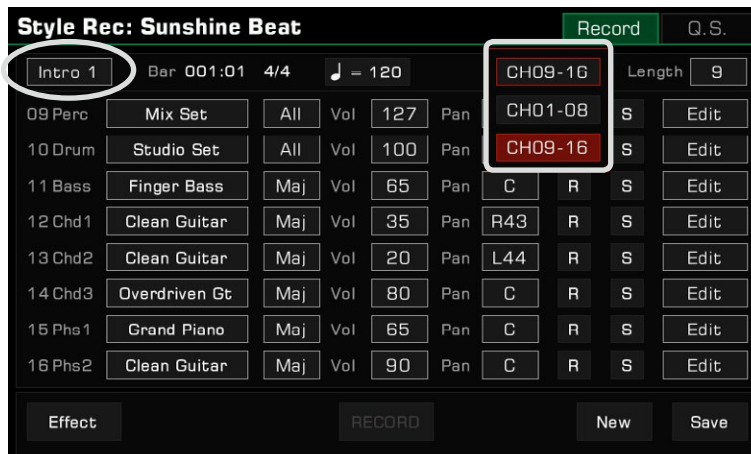 Style Rec: Sunshine Beat Record Q.S.
Intro 1 Bar 001:01 4/4 ♩ = 120 CH09-16 Length 9
09 Perc Mix Set All Vol 127 Pan CH01-08 S Edit
10 Drum Studio Set All Vol 100 Pan CH09-16 S Edit
11 Bass Finger Bass Maj Vol 65 Pan C R S Edit
12 Chd1 Clean Guitar Maj Vol 35 Pan R43 R S Edit
13 Chd2 Clean Guitar Maj Vol 20 Pan L44 R S Edit
14 Chd3 Overdriven Gt Maj Vol 80 Pan C R S Edit
15 Phs1 Grand Piano Maj Vol 65 Pan C R S Edit
16 Phs2 Clean Guitar Maj Vol 90 Pan C R S Edit
Effect RECORD New Save